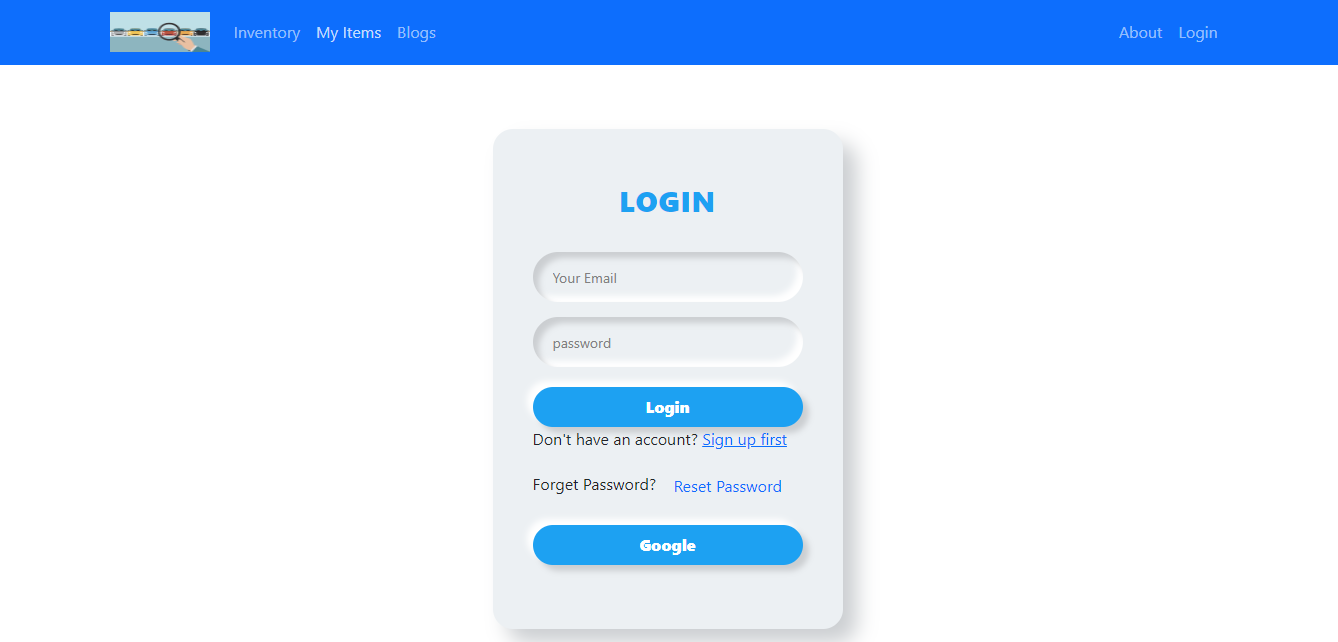 Inventory My Items Blogs About Login
LOGIN
Your Email
password
Login
Don't have an account? Sign up first
Forget Password? Reset Password
Google